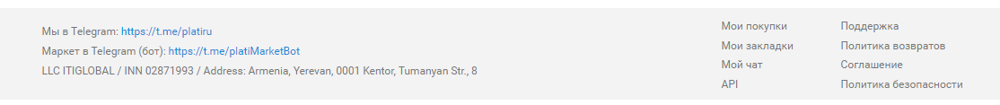 Мы в Telegram: https://t.me/platiru
Маркет в Telegram (бот): https://t.me/platiMarketBot
LLC ITIGLOBAL / INN 02871993 / Address: Armenia, Yerevan, 0001 Kentor, Tumanyan Str., 8
Мои покупки
Мои закладки
Мой чат
API
Поддержка
Политика возвратов
Соглашение
Политика безопасности